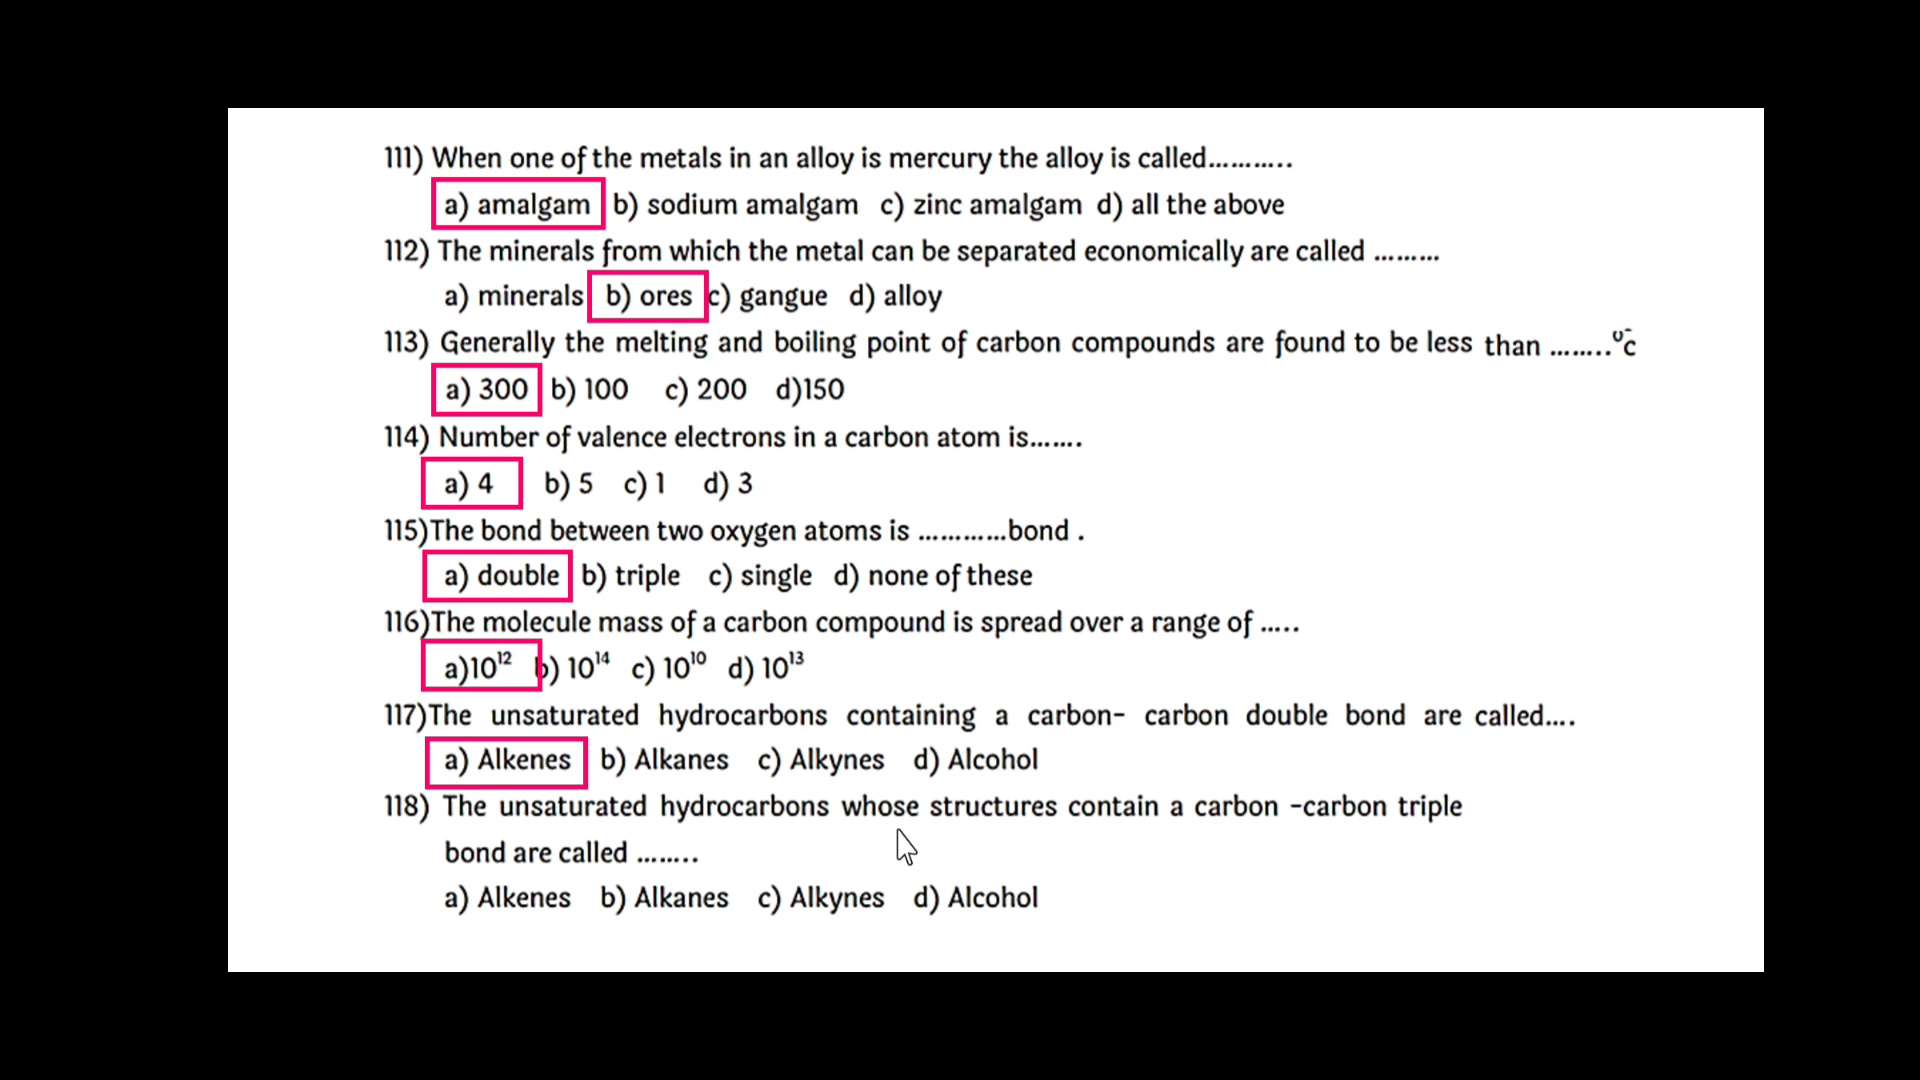 111) When one of the metals in an alloy is mercury the alloy is called...........
a) amalgam b) sodium amalgam c) zinc amalgam d) all the above
112) The minerals from which the metal can be separated economically are called .........
a) minerals b) ores c) gangue d) alloy
113) Generally the melting and boiling point of carbon compounds are found to be less than ........⁰c
a) 300 b) 100 c) 200 d)150
114) Number of valence electrons in a carbon atom is.......
a) 4 b) 5 c) 1 d) 3
115)The bond between two oxygen atoms is ............bond .
a) double b) triple c) single d) none of these
116)The molecule mass of a carbon compound is spread over a range of .....
a)10¹² b) 10¹⁴ c) 10¹⁰ d) 10¹³
117)The unsaturated hydrocarbons containing a carbon- carbon double bond are called....
a) Alkenes b) Alkanes c) Alkynes d) Alcohol
118) The unsaturated hydrocarbons whose structures contain a carbon -carbon triple
bond are called ........
a) Alkenes b) Alkanes c) Alkynes d) Alcohol